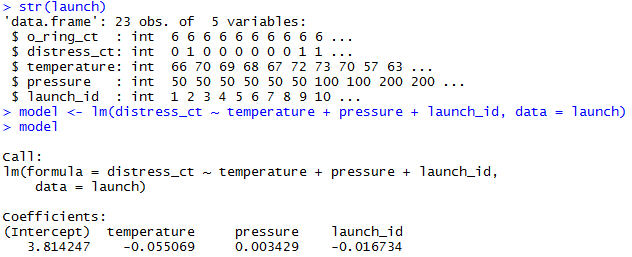 > str(launch)
'data.frame': 23 obs. of  5 variables:
 $ o_ring_ct  : int  6 6 6 6 6 6 6 6 6 6 ...
 $ distress_ct: int  0 1 0 0 0 0 0 0 1 1 ...
 $ temperature: int  66 70 69 68 67 72 73 70 57 63 ...
 $ pressure   : int  50 50 50 50 50 50 100 100 200 200 ...
 $ launch_id  : int  1 2 3 4 5 6 7 8 9 10 ...
> model <- lm(distress_ct ~ temperature + pressure + launch_id, data = launch)
> model
Call:
lm(formula = distress_ct ~ temperature + pressure + launch_id,
    data = launch)
Coefficients:
(Intercept)  temperature     pressure    launch_id
   3.814247    -0.055069     0.003429    -0.016734